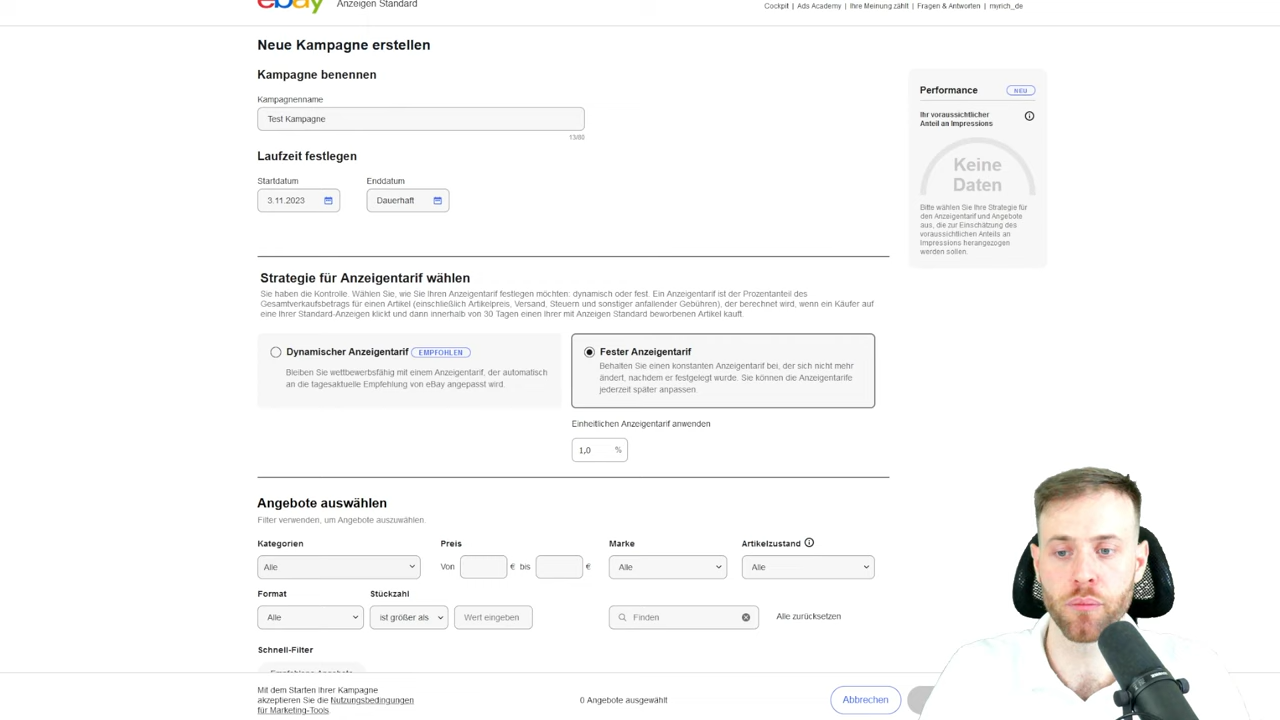 ebay
Anzeigen Standard
Cockpit | Ads Academy | Ihre Meinung zählt | Fragen & Antworten | myrich_de
Neue Kampagne erstellen
Kampagne benennen
Kampagnenname
Test Kampagne
13/80
Laufzeit festlegen
Startdatum
Enddatum
3.11.2023
Dauerhaft
Performance
NEU
Ihr voraussichtlicher
Anteil an Impressions
Keine
Daten
Bitte wählen Sie Ihre Strategie für
den Anzeigentarif und Angebote
aus, die zur Einschätzung des
voraussichtlichen Anteils an
Impressions herangezogen
werden sollen.
Strategie für Anzeigentarif wählen
Sie haben die Kontrolle. Wählen Sie, wie Sie Ihren Anzeigentarif festlegen möchten: dynamisch oder fest. Ein Anzeigentarif ist der Prozentanteil des
Gesamtverkaufsbetrags für einen Artikel (einschließlich Artikelpreis, Versand, Steuern und sonstiger anfallender Gebühren), der berechnet wird, wenn ein Käufer auf
eine Ihrer Standard-Anzeigen klickt und dann innerhalb von 30 Tagen einen Ihrer mit Anzeigen Standard beworbenen Artikel kauft.
Dynamischer Anzeigentarif EMPFOHLEN
Bleiben Sie wettbewerbsfähig mit einem Anzeigentarif, der automatisch
an die tagesaktuelle Empfehlung von eBay angepasst wird.
Fester Anzeigentarif
Behalten Sie einen konstanten Anzeigentarif bei, der sich nicht mehr
ändert, nachdem er festgelegt wurde. Sie können die Anzeigentarife
jederzeit später anpassen.
Einheitlichen Anzeigentarif anwenden
1,0 %
Angebote auswählen
Filter verwenden, um Angebote auszuwählen.
Kategorien
Preis
Marke
Artikelzustand
Alle
Von € bis €
Alle
Alle
Format
Stückzahl
Alle
ist größer als
Wert eingeben
Finden
Alle zurücksetzen
Schnell-Filter
Mit dem Starten Ihrer Kampagne
akzeptieren Sie die Nutzungsbedingungen
für Marketing-Tools.
0 Angebote ausgewählt
Abbrechen